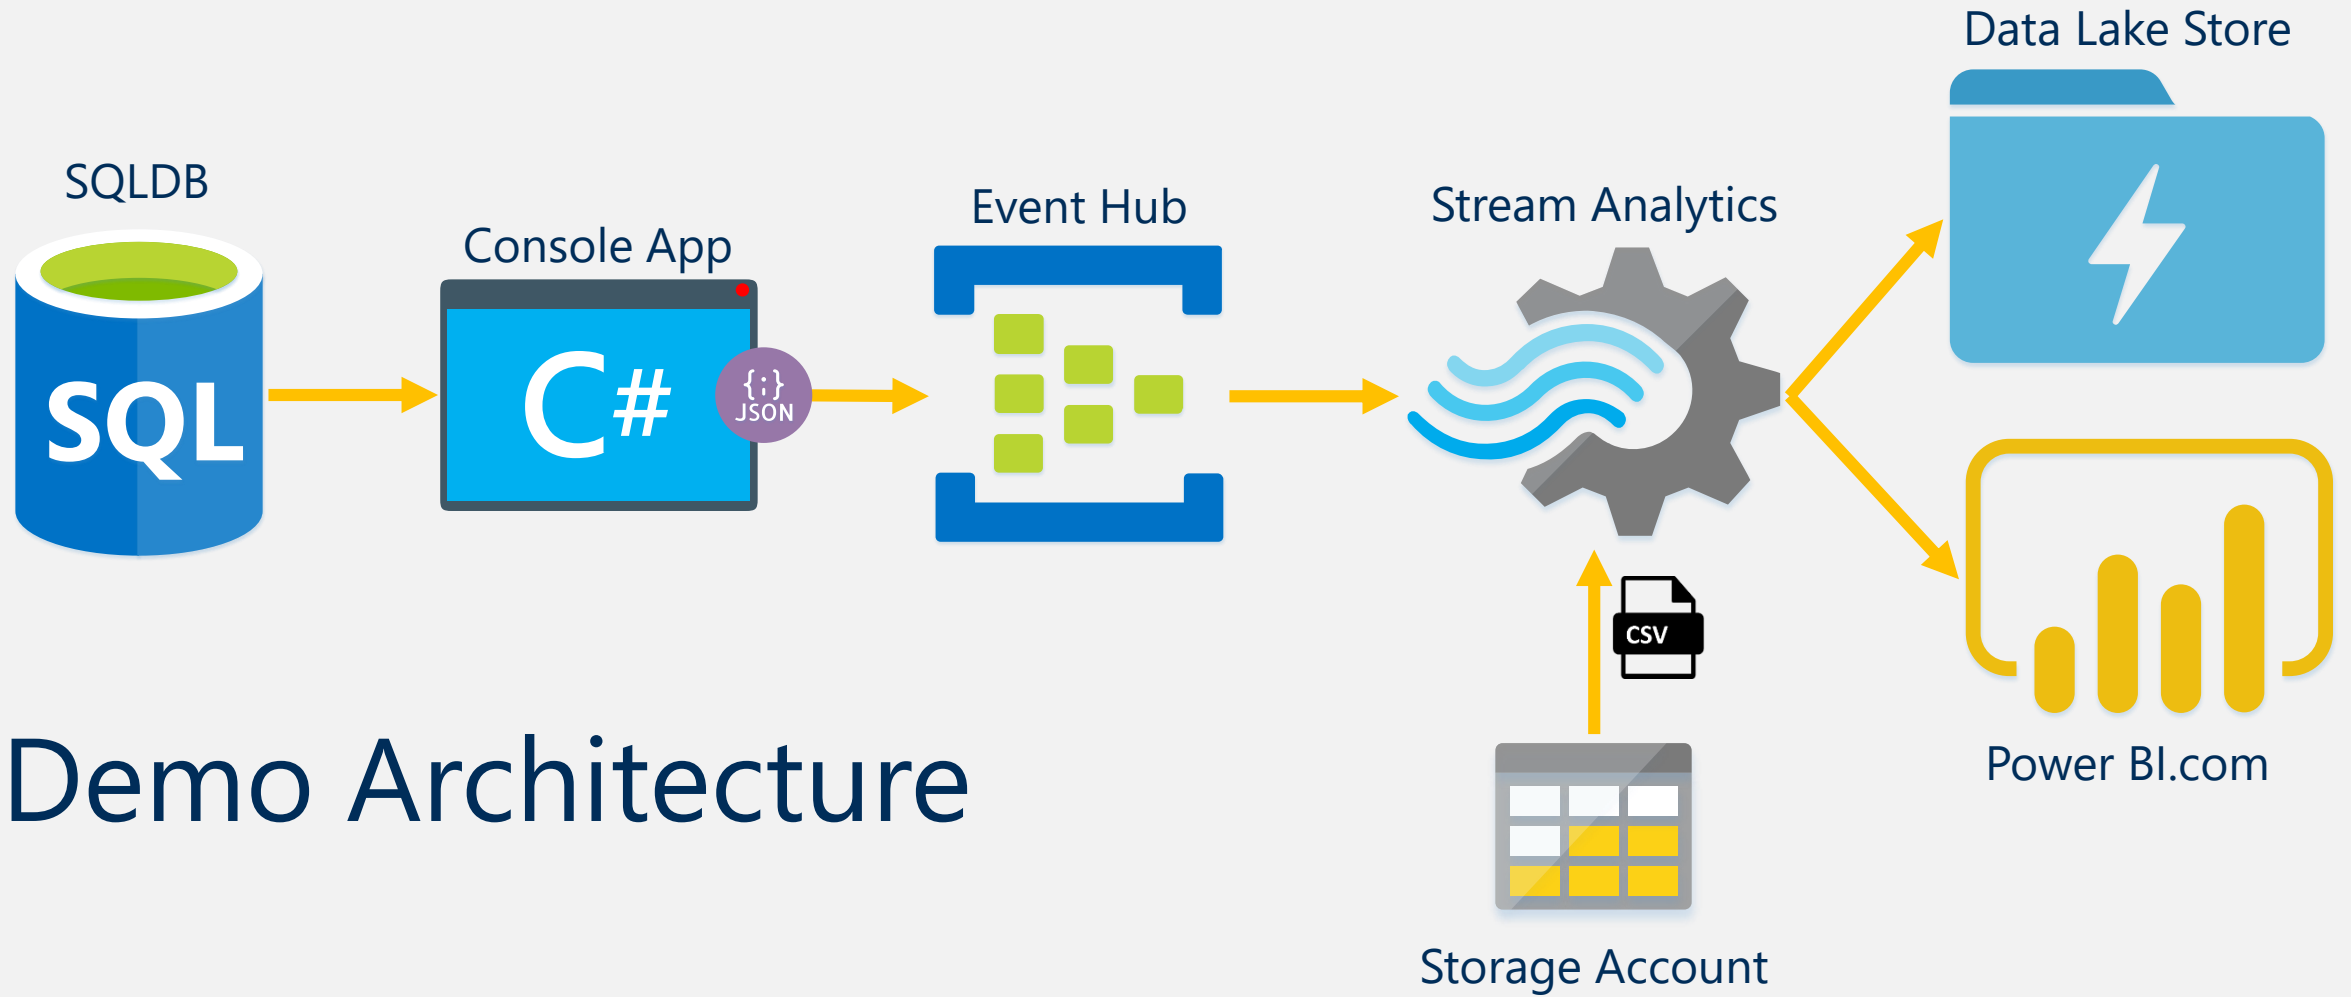 Data Lake Store
SQLDB
Event Hub
Stream Analytics
Console App
SQL
C#
{;}
JSON
CSV
Demo Architecture
Power BI.com
Storage Account